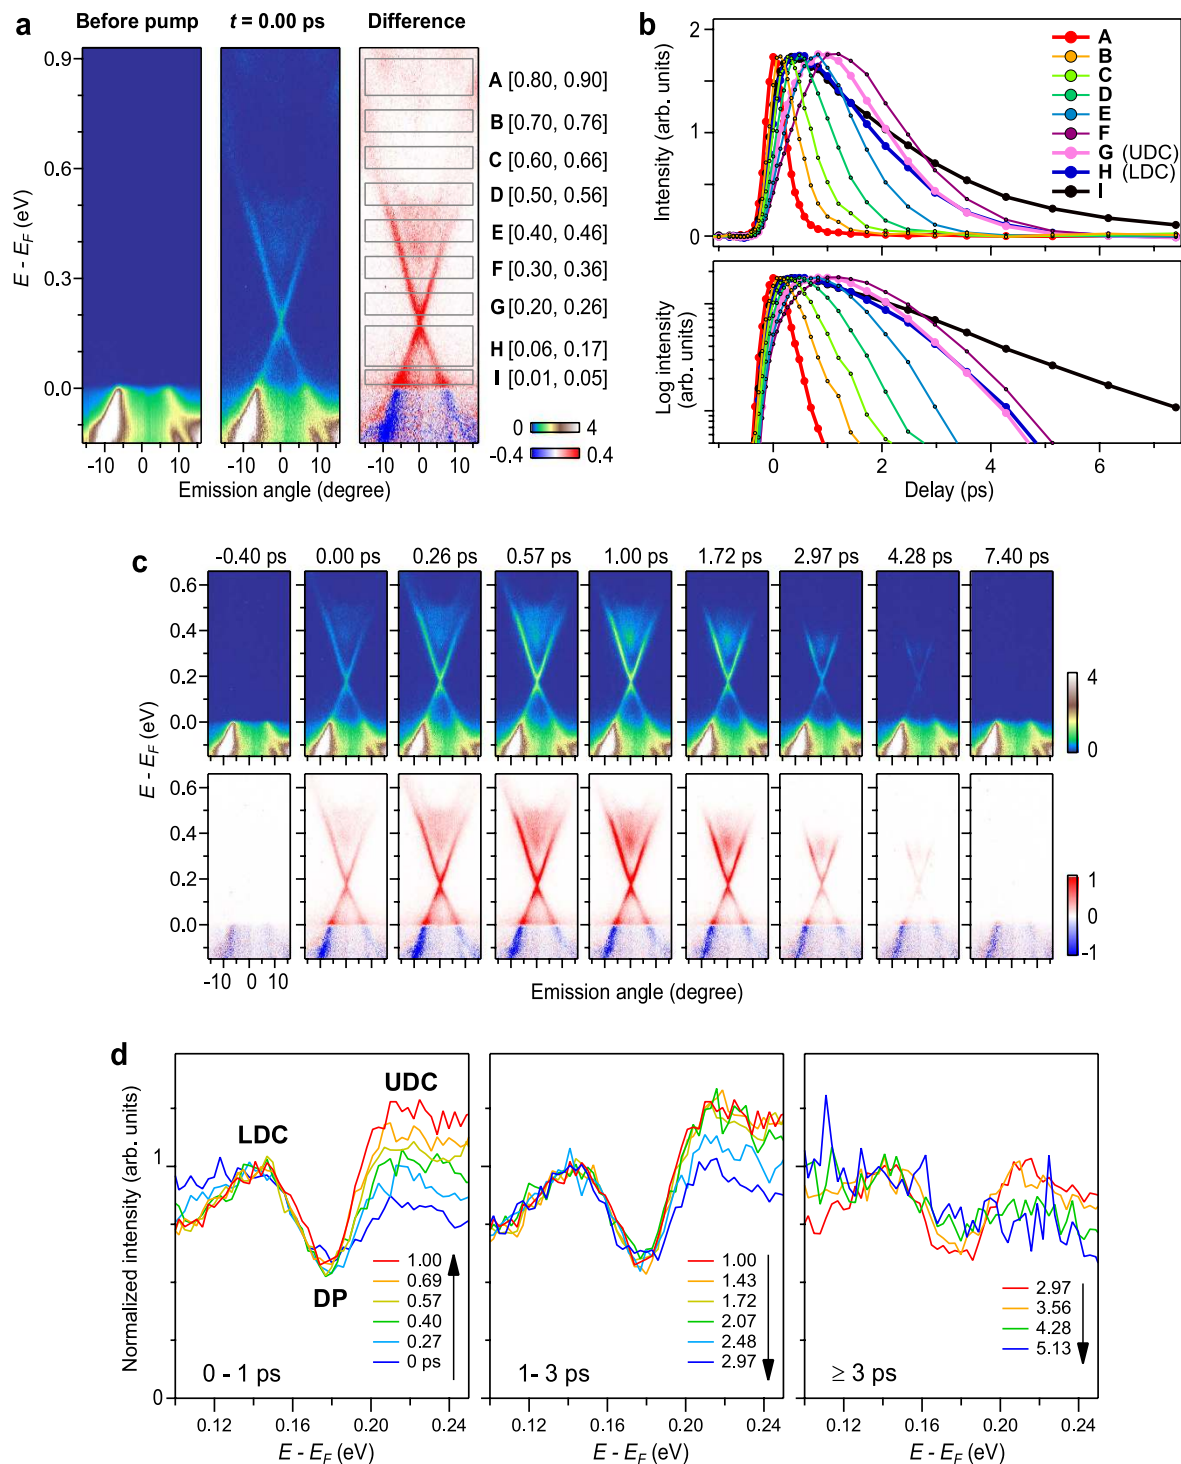 a
Before pump
t = 0.00 ps
Difference
0.9
0.6
0.3
0.0
E - EF (eV)
-10 0 10
-10 0 10
-10 0 10
Emission angle (degree)
A [0.80, 0.90]
B [0.70, 0.76]
C [0.60, 0.66]
D [0.50, 0.56]
E [0.40, 0.46]
F [0.30, 0.36]
G [0.20, 0.26]
H [0.06, 0.17]
I [0.01, 0.05]
0 4
-0.4 0.4
b
2
1
0
Intensity (arb. units)
A
B
C
D
E
F
G (UDC)
H (LDC)
I
Log intensity
(arb. units)
0 2 4 6
Delay (ps)
c
-0.40 ps 0.00 ps 0.26 ps 0.57 ps 1.00 ps 1.72 ps 2.97 ps 4.28 ps 7.40 ps
0.6
0.4
0.2
0.0
4
0
E - EF (eV)
0.6
0.4
0.2
0.0
1
0
-1
-10 0 10
Emission angle (degree)
d
Normalized intensity (arb. units)
1
0
LDC
UDC
DP
1.00
0.69
0.57
0.40
0.27
0 ps
0 - 1 ps
0.12 0.16 0.20 0.24
E - EF (eV)
1.00
1.43
1.72
2.07
2.48
2.97
1- 3 ps
0.12 0.16 0.20 0.24
E - EF (eV)
2.97
3.56
4.28
5.13
≥ 3 ps
0.12 0.16 0.20 0.24
E - EF (eV)